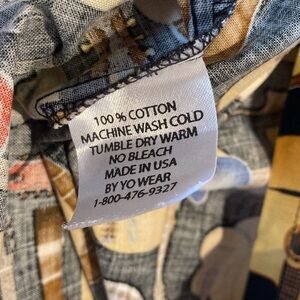 100% COTTON
MACHINE WASH COLD
TUMBLE DRY WARM
NO BLEACH
MADE IN USA
BY YO WEAR
1-800-476-9327